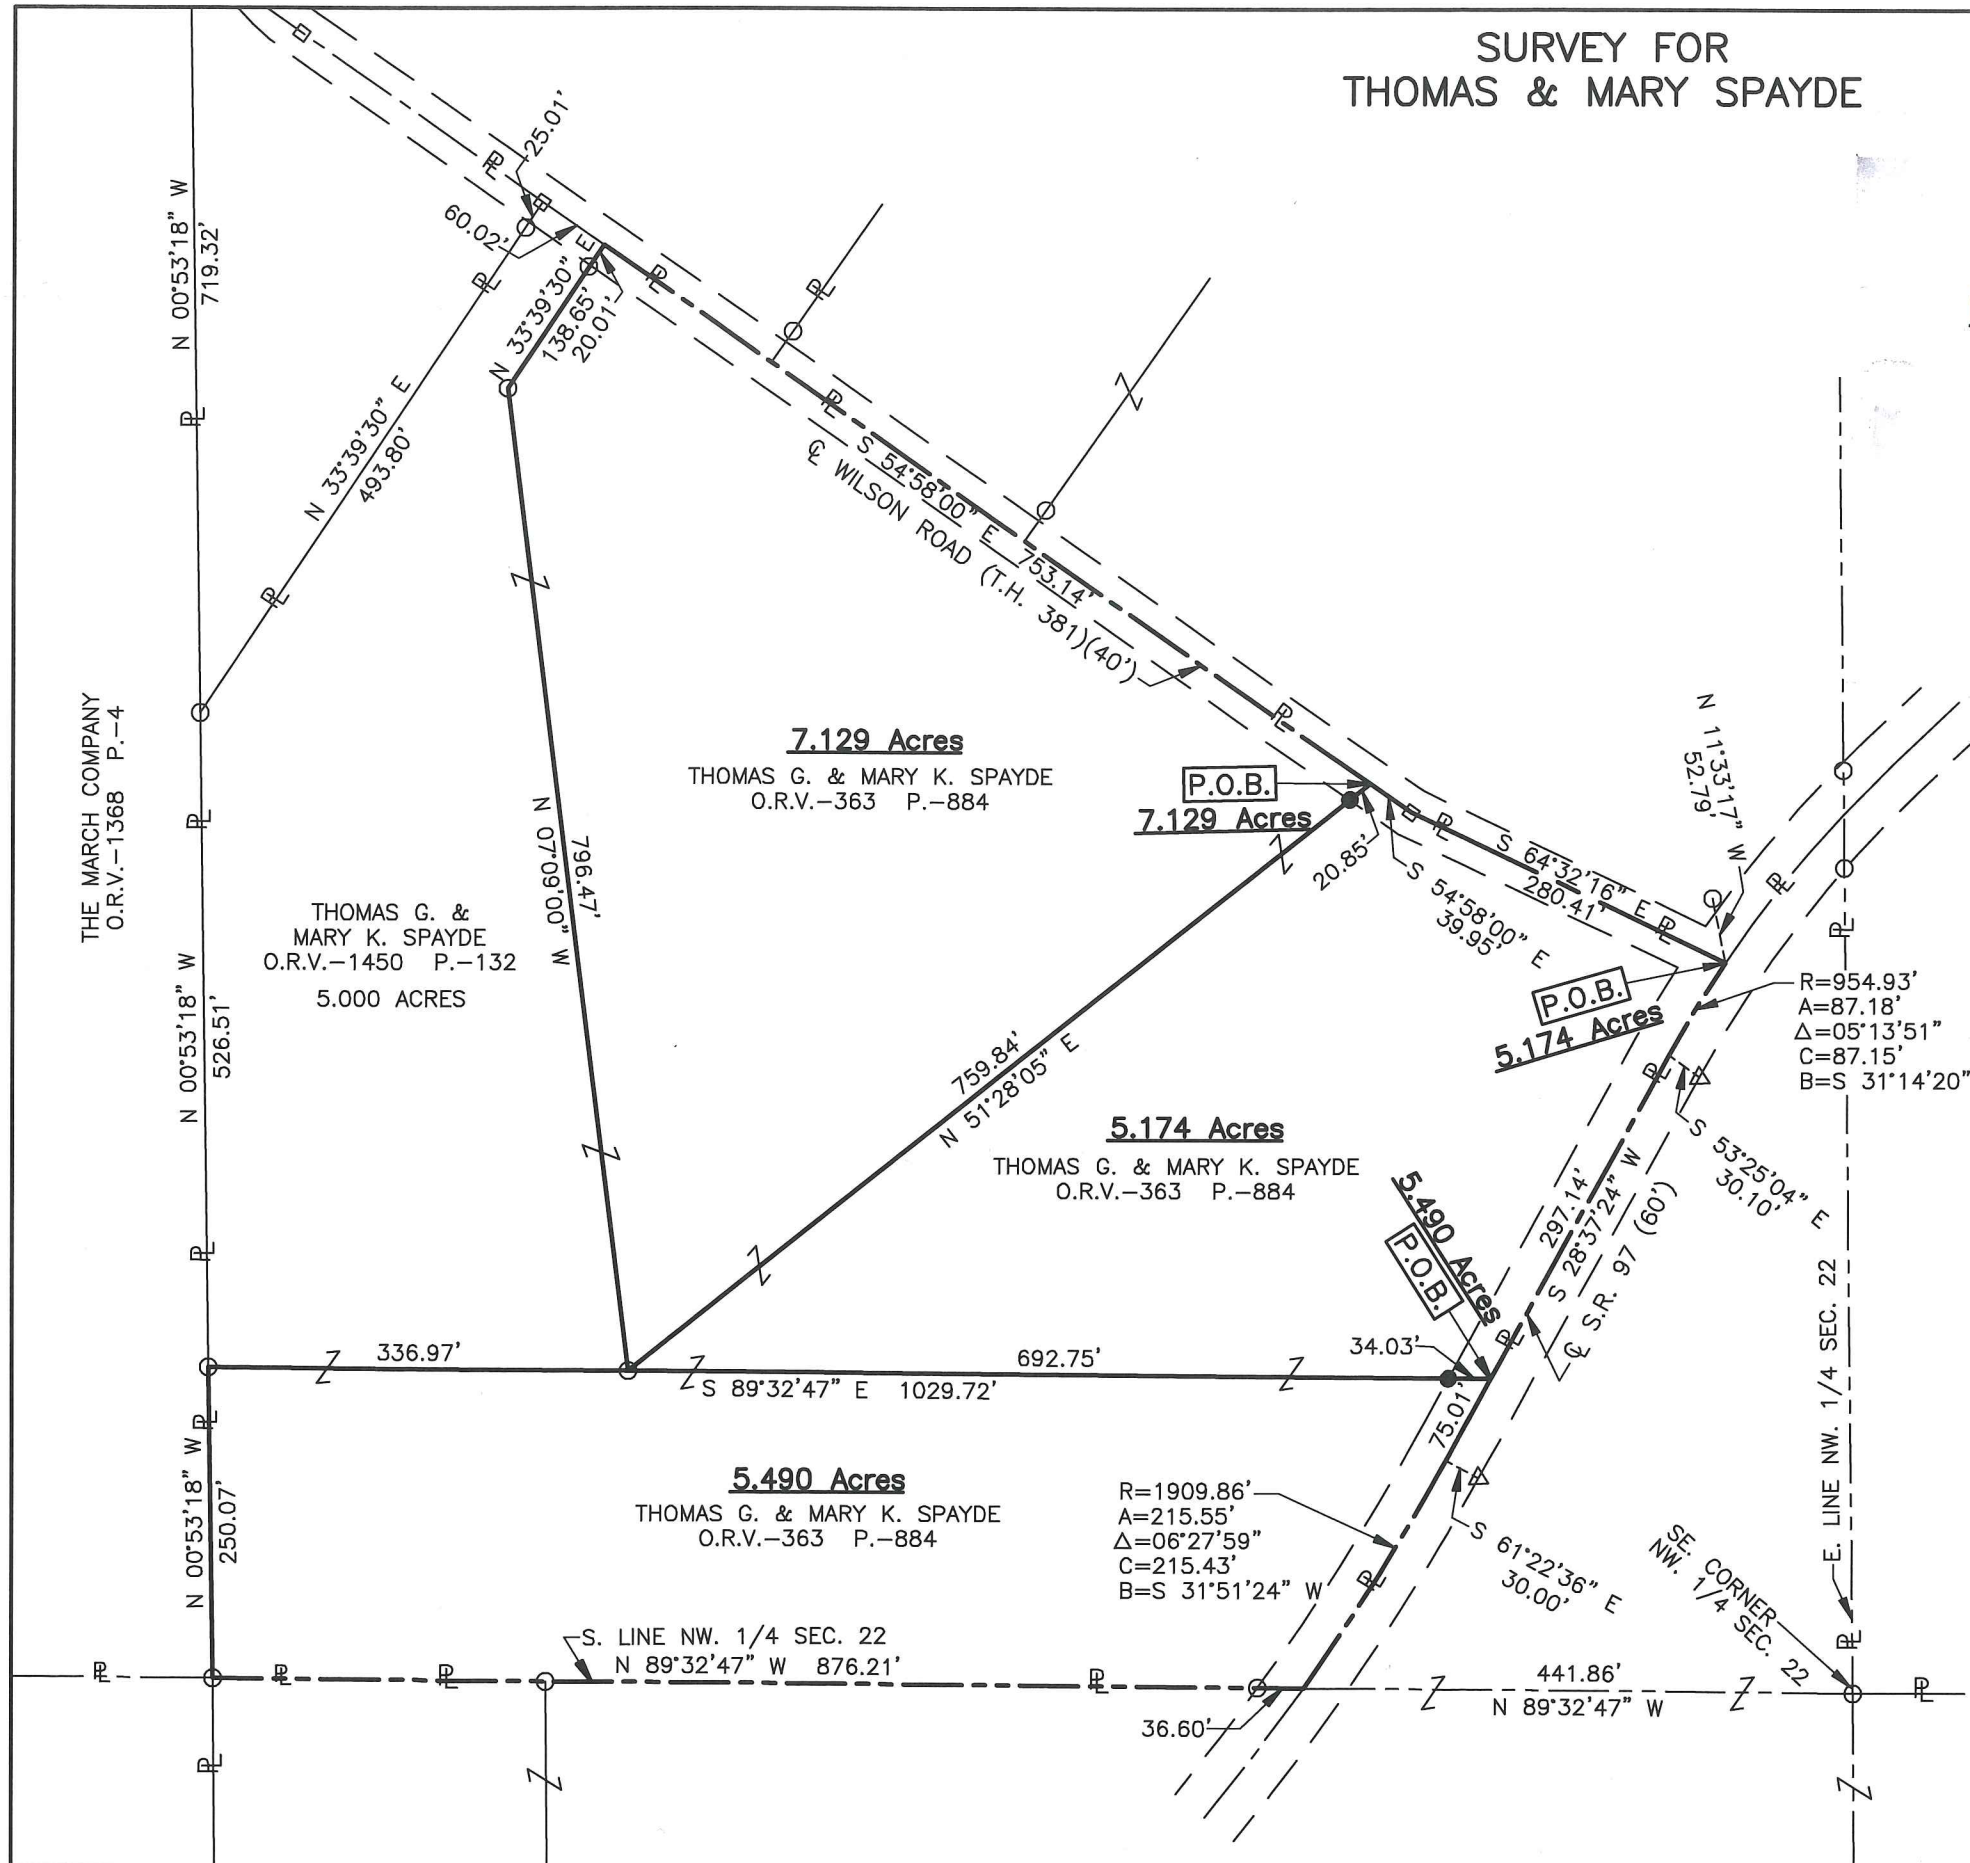 SURVEY FOR
THOMAS & MARY SPAYDE
25.01'
60.02'
N 00°53'18" W
719.32'
N 33°39'30" E
138.65'
20.01'
N 33°39'30" E
493.80'
S 54°58'00" E 753.14'
℄ WILSON ROAD (T.H. 381)(40')
THE MARCH COMPANY
O.R.V.-1368 P.-4
7.129 Acres
THOMAS G. & MARY K. SPAYDE
O.R.V.-363 P.-884
P.O.B.
7.129 Acres
20.85'
S 54°58'00" E
39.95'
S 64°32'16" E
280.41'
N 11°33'17" W
52.79'
796.47'
N 07°09'00" W
THOMAS G. &
MARY K. SPAYDE
O.R.V.-1450 P.-132
5.000 ACRES
N 00°53'18" W
526.51'
P.O.B.
5.174 Acres
R=954.93'
A=87.18'
Δ=05°13'51"
C=87.15'
B=S 31°14'20"
759.84'
N 51°28'05" E
5.174 Acres
THOMAS G. & MARY K. SPAYDE
O.R.V.-363 P.-884
S 53°25'04" E
30.10'
297.14'
S 28°37'24" W
℄ S.R. 97 (60')
5.490 Acres
P.O.B.
E. LINE NW. 1/4 SEC. 22
336.97'
692.75'
34.03'
S 89°32'47" E 1029.72'
75.01'
N 00°53'18" W
250.07'
5.490 Acres
THOMAS G. & MARY K. SPAYDE
O.R.V.-363 P.-884
R=1909.86'
A=215.55'
Δ=06°27'59"
C=215.43'
B=S 31°51'24" W
S 61°22'36" E
30.00'
SE. CORNER
NW. 1/4 SEC. 22
S. LINE NW. 1/4 SEC. 22
N 89°32'47" W 876.21'
36.60'
441.86'
N 89°32'47" W